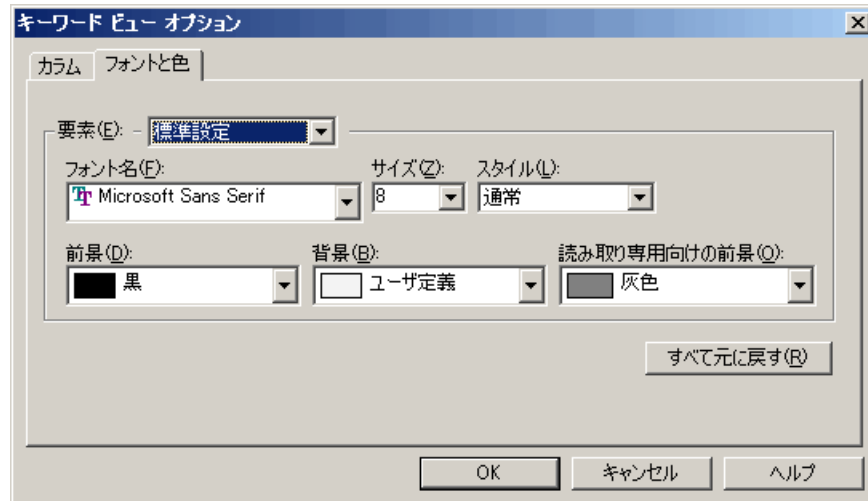 キーワード ビュー オプション
カラム フォントと色
要素(E): 標準設定
フォント名(F): サイズ(Z): スタイル(L):
Microsoft Sans Serif 8 通常
前景(D): 背景(B): 読み取り専用向けの前景(O):
黒 ユーザ定義 灰色
すべて元に戻す(R)
OK キャンセル ヘルプ